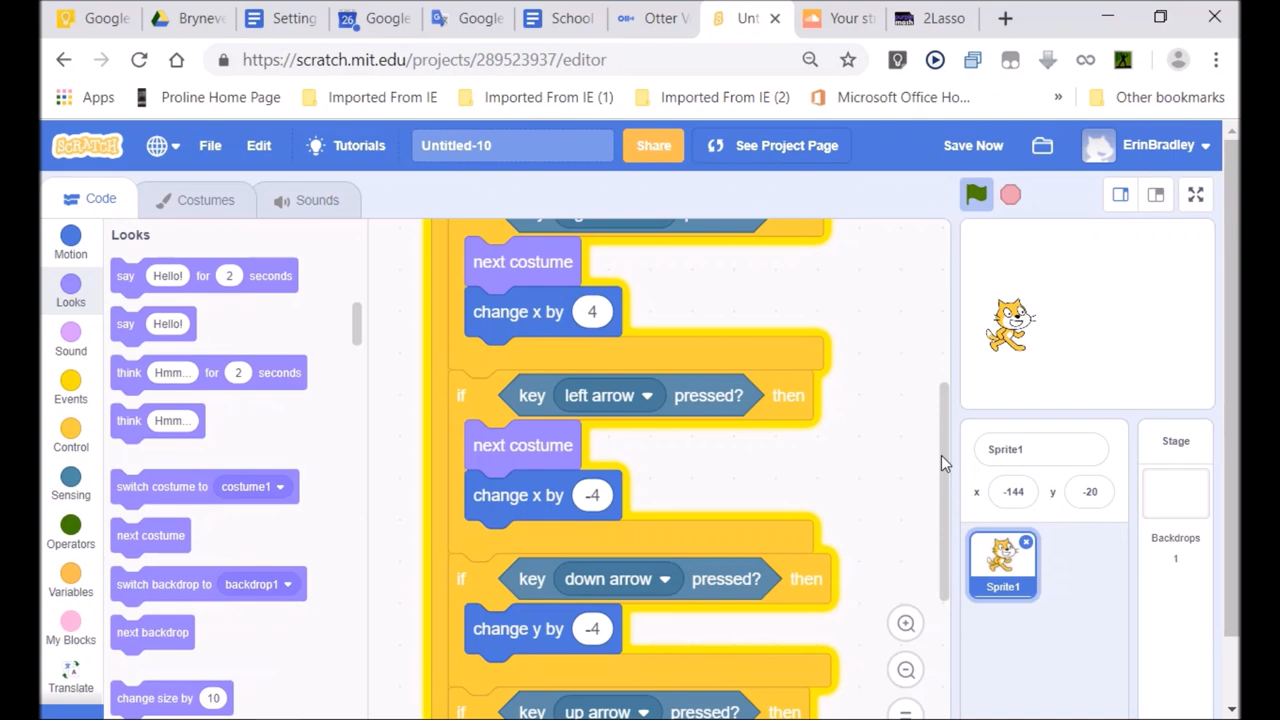 Google
Bryneve
Setting
26 Google
Google
School
Otter V
Unt
Your st
2Lasso
https://scratch.mit.edu/projects/289523937/editor
Apps
Proline Home Page
Imported From IE
Imported From IE (1)
Imported From IE (2)
Microsoft Office Ho...
»
Other bookmarks
SCRATCH
File
Edit
Tutorials
Untitled-10
Share
See Project Page
Save Now
ErinBradley
Code
Costumes
Sounds
Motion
Looks
Sound
Events
Control
Sensing
Operators
Variables
My Blocks
Translate
Looks
say Hello! for 2 seconds
say Hello!
think Hmm... for 2 seconds
think Hmm...
switch costume to costume1
next costume
switch backdrop to backdrop1
next backdrop
change size by 10
next costume
change x by 4
if key left arrow pressed? then
next costume
change x by -4
if key down arrow pressed? then
change y by -4
if key up arrow pressed? then
Sprite1
x -144 y -20
Sprite1
Stage
Backdrops
1